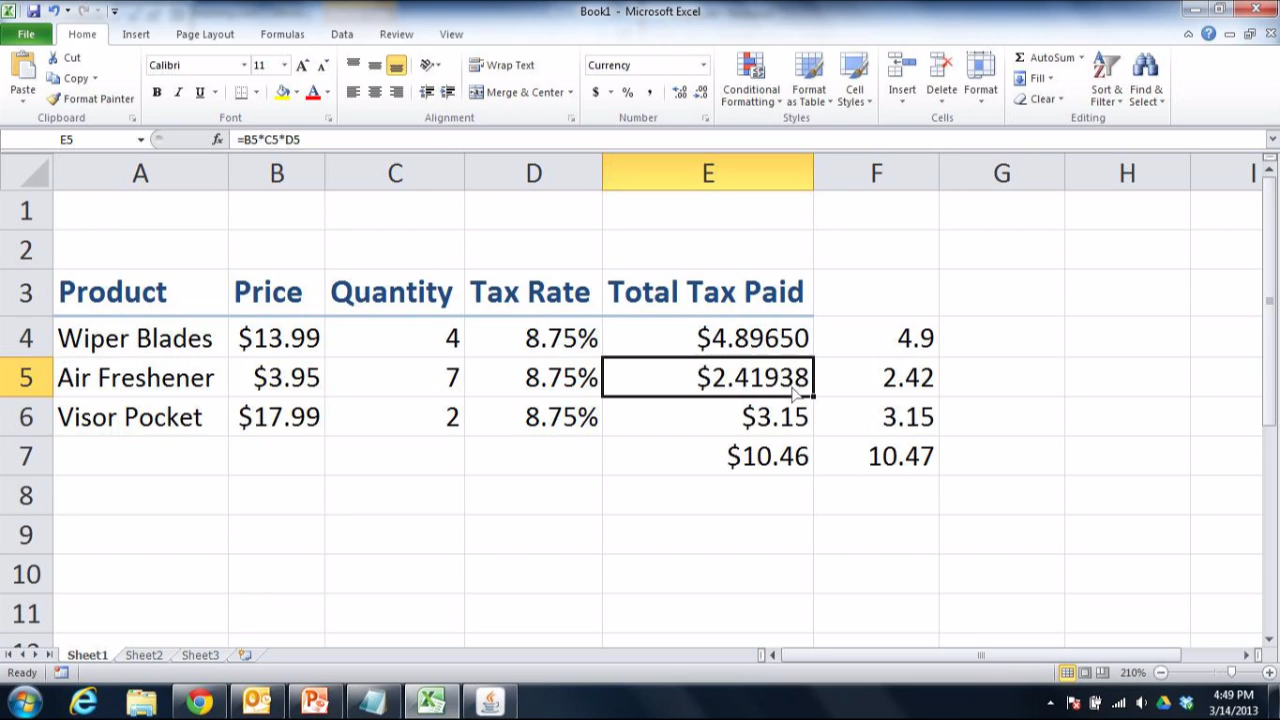 Book1 - Microsoft Excel
File Home Insert Page Layout Formulas Data Review View
Paste
Cut
Copy
Format Painter
Clipboard
Calibri 11 A A
B I U A
Font
Wrap Text
Merge & Center
Alignment
Currency
$ % , .0 .00 .00 .0
Number
Conditional Formatting
Format as Table
Cell Styles
Styles
Insert Delete Format
Cells
Σ AutoSum
Fill
Clear
Sort & Filter
Find & Select
Editing
E5 fx =B5*C5*D5
A B C D E F G H I
1
2
3 Product Price Quantity Tax Rate Total Tax Paid
4 Wiper Blades $13.99 4 8.75% $4.89650 4.9
5 Air Freshener $3.95 7 8.75% $2.41938 2.42
6 Visor Pocket $17.99 2 8.75% $3.15 3.15
7 $10.46 10.47
8
9
10
11
Sheet1 Sheet2 Sheet3
Ready 210%
4:49 PM
3/14/2013